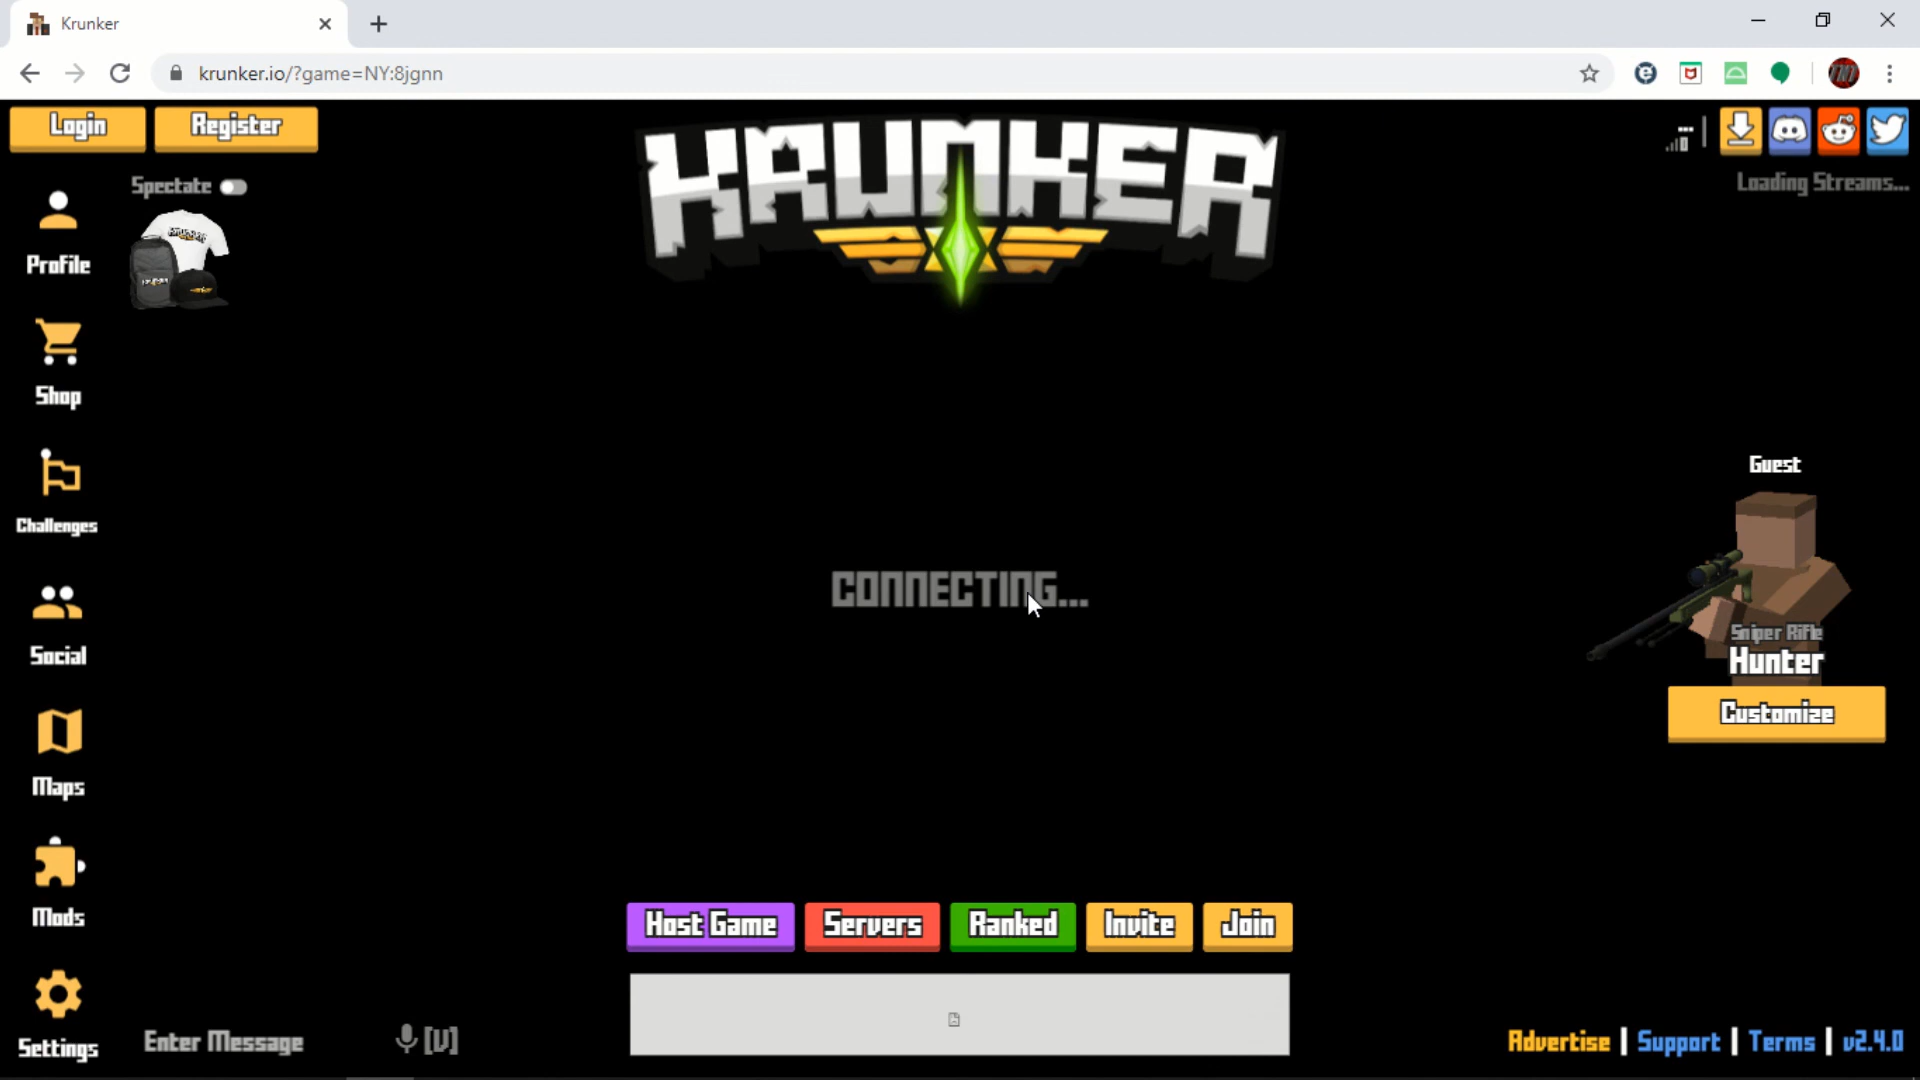 Krunker
krunker.io/?game=NY:8jgnn
Login
Register
KRUNKER
Loading Streams...
Spectate
Profile
Shop
Challenges
Social
Maps
Mods
Settings
CONNECTING...
Guest
Sniper Rifle
Hunter
Customize
Host Game
Servers
Ranked
Invite
Join
Enter Message
[V]
Advertise | Support | Terms | v2.4.0